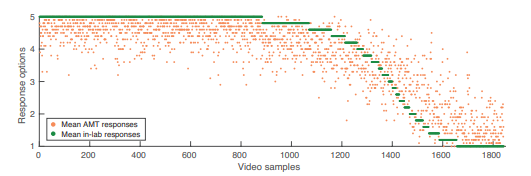 5
4
3
2
1
Response options
Mean AMT responses
Mean in-lab responses
0 200 400 600 800 1000 1200 1400 1600 1800
Video samples